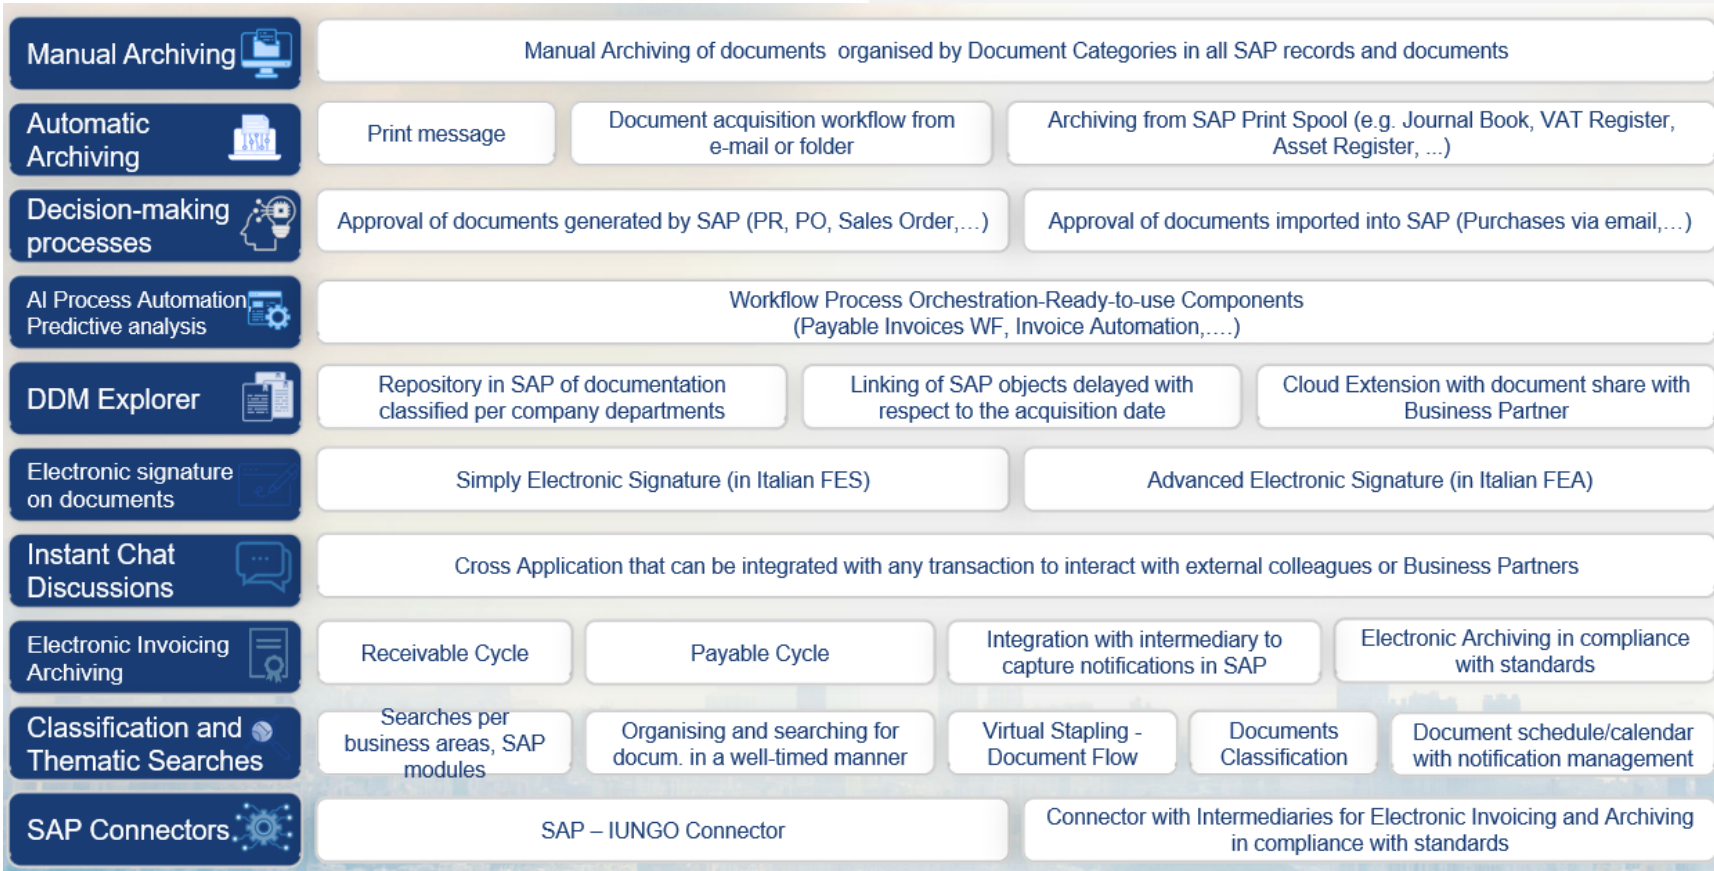 Manual Archiving
Manual Archiving of documents organised by Document Categories in all SAP records and documents
Automatic
Archiving
Print message
Document acquisition workflow from
e-mail or folder
Archiving from SAP Print Spool (e.g. Journal Book, VAT Register,
Asset Register, ...)
Decision-making
processes
Approval of documents generated by SAP (PR, PO, Sales Order,…)
Approval of documents imported into SAP (Purchases via email,…)
AI Process Automation
Predictive analysis
Workflow Process Orchestration-Ready-to-use Components
(Payable Invoices WF, Invoice Automation,….)
DDM Explorer
Repository in SAP of documentation
classified per company departments
Linking of SAP objects delayed with
respect to the acquisition date
Cloud Extension with document share with
Business Partner
Electronic signature
on documents
Simply Electronic Signature (in Italian FES)
Advanced Electronic Signature (in Italian FEA)
Instant Chat
Discussions
Cross Application that can be integrated with any transaction to interact with external colleagues or Business Partners
Electronic Invoicing
Archiving
Receivable Cycle
Payable Cycle
Integration with intermediary to
capture notifications in SAP
Electronic Archiving in compliance
with standards
Classification and
Thematic Searches
Searches per
business areas, SAP
modules
Organising and searching for
docum. in a well-timed manner
Virtual Stapling -
Document Flow
Documents
Classification
Document schedule/calendar
with notification management
SAP Connectors
SAP – IUNGO Connector
Connector with Intermediaries for Electronic Invoicing and Archiving
in compliance with standards